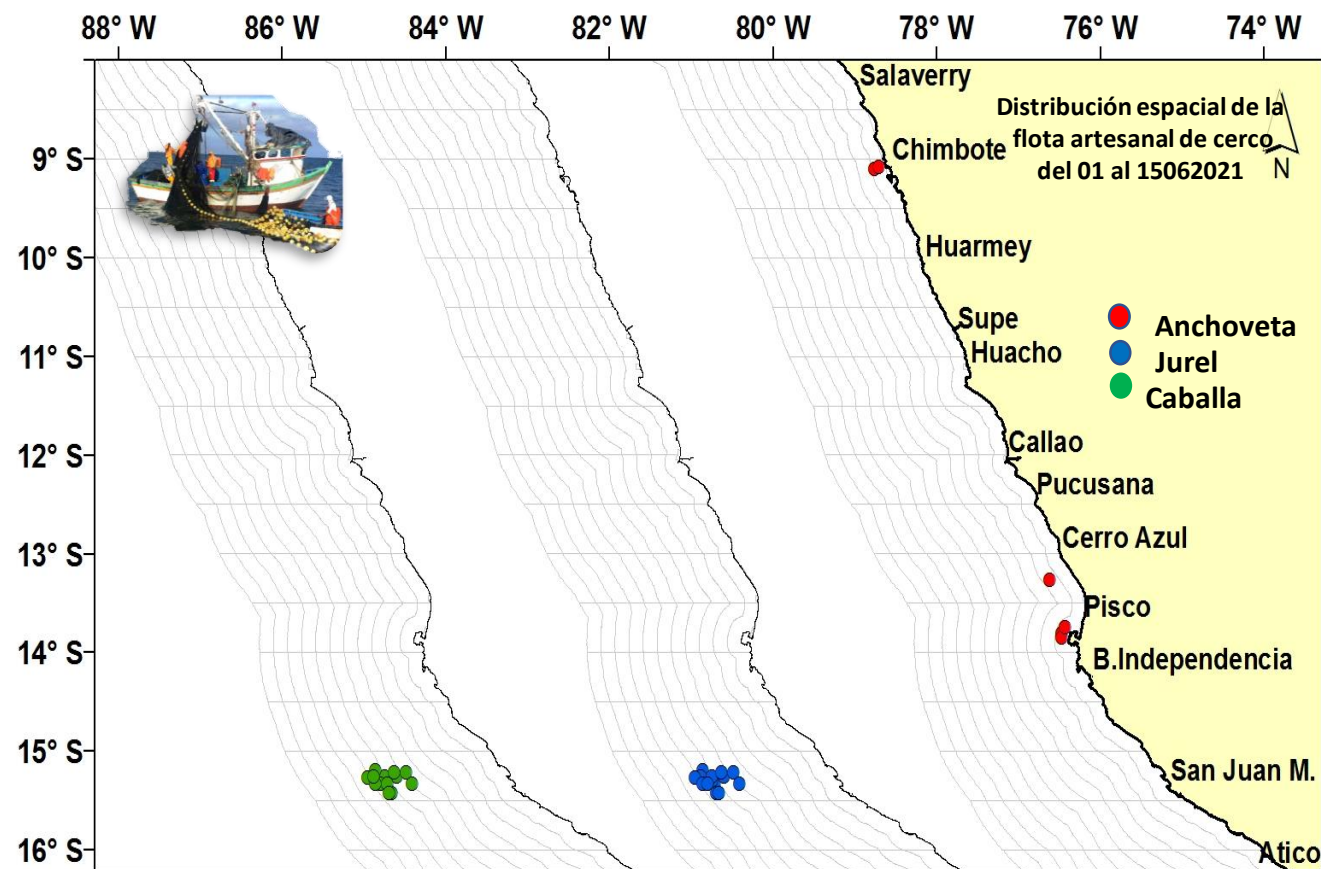 88° W 86° W 84° W 82° W 80° W 78° W 76° W 74° W
Salaverry
Distribución espacial de la
flota artesanal de cerco
del 01 al 15062021
N
9° S
Chimbote
10° S
Huarmey
Supe
11° S
Huacho
Anchoveta
Jurel
Caballa
12° S
Callao
Pucusana
13° S
Cerro Azul
Pisco
14° S
B.Independencia
15° S
San Juan M.
16° S
Atico